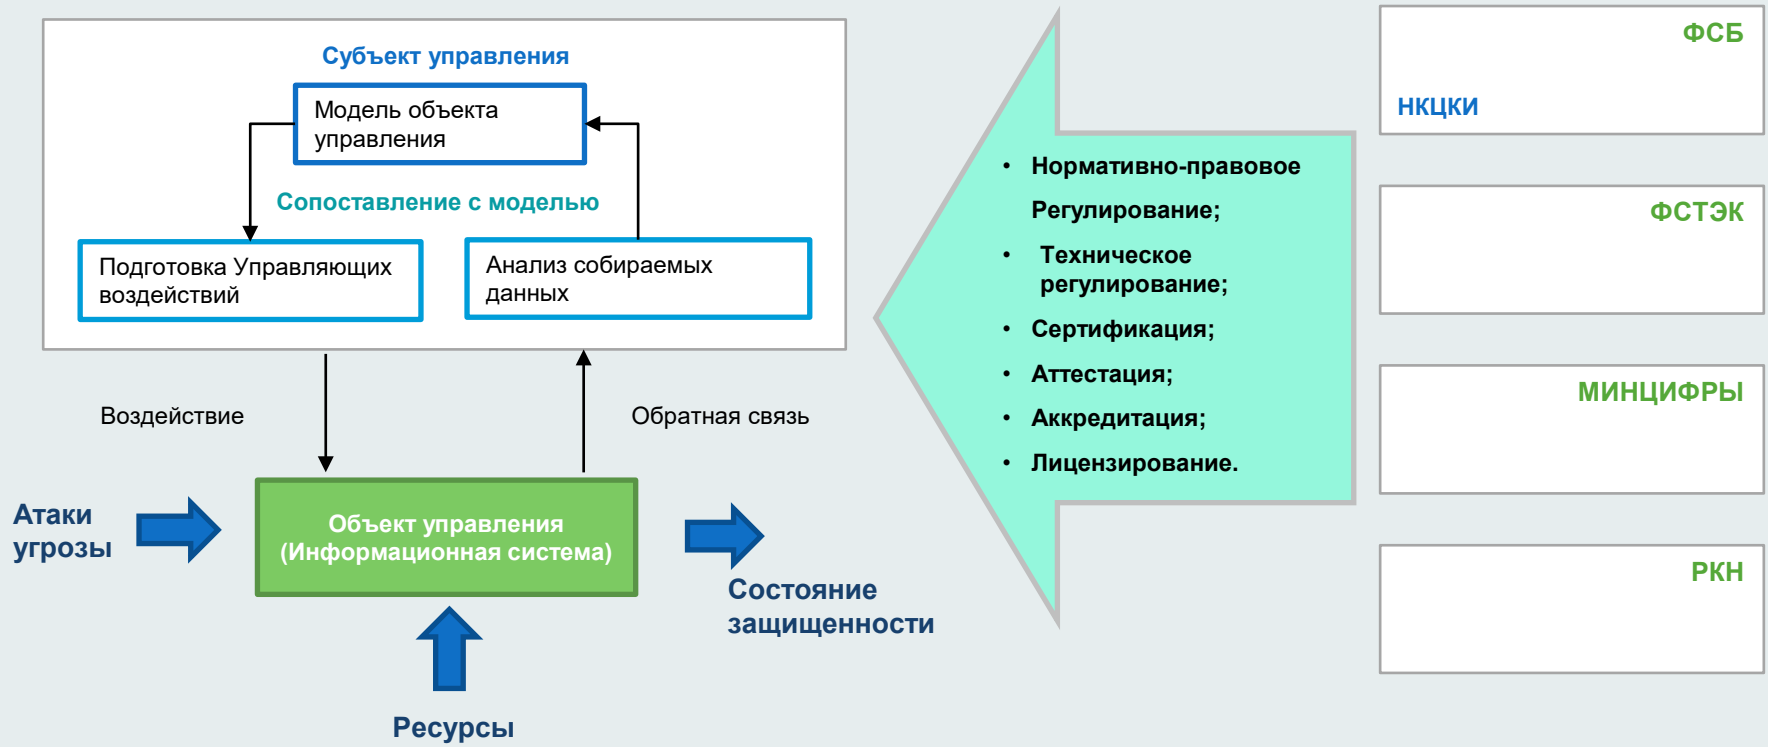 Субъект управления
Модель объекта
управления
Сопоставление с моделью
Подготовка Управляющих
воздействий
Анализ собираемых
данных
Воздействие
Обратная связь
Атаки
угрозы
Объект управления
(Информационная система)
Состояние
защищенности
Ресурсы
• Нормативно-правовое
Регулирование;
• Техническое
регулирование;
• Сертификация;
• Аттестация;
• Аккредитация;
• Лицензирование.
ФСБ
НКЦКИ
ФСТЭК
МИНЦИФРЫ
РКН